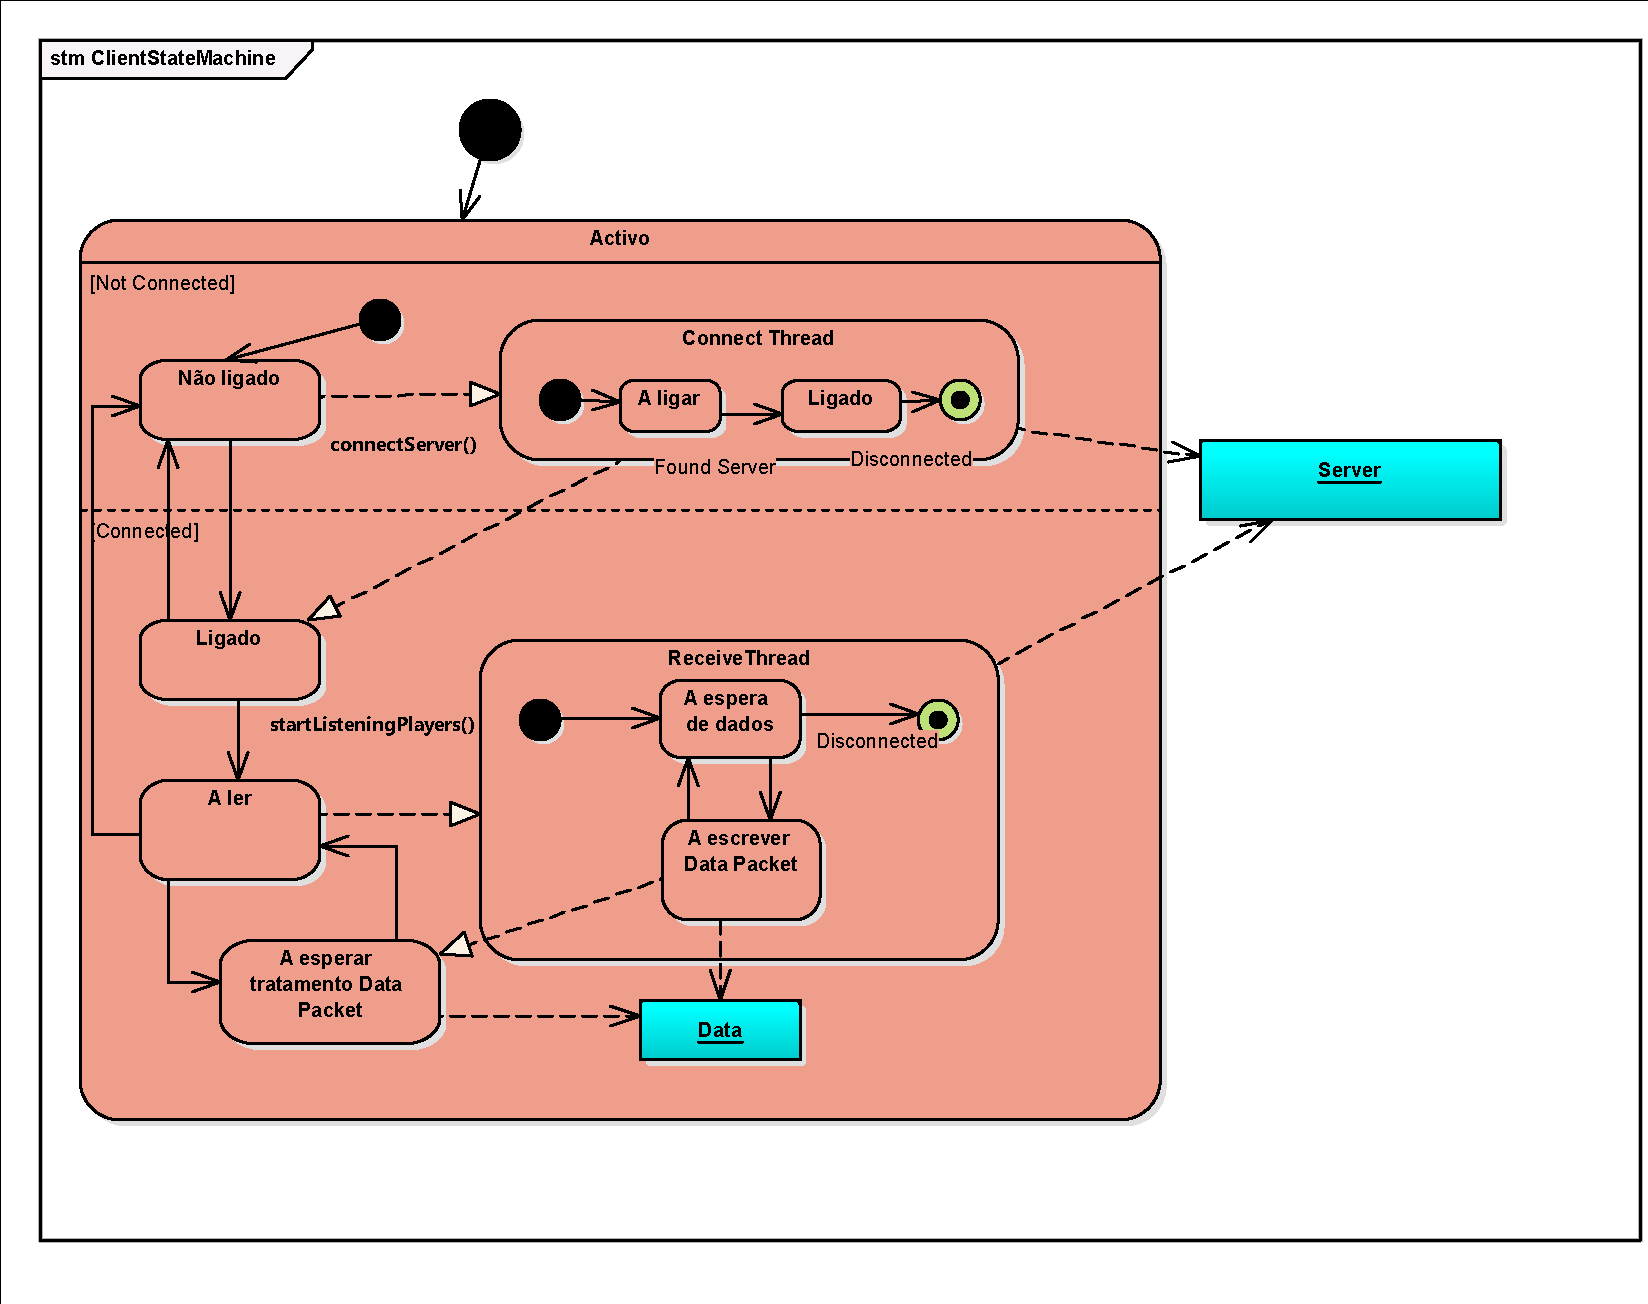 stm ClientStateMachine
Activo
[Not Connected]
Não ligado
connectServer()
Connect Thread
A ligar
Ligado
Found Server
Disconnected
Server
[Connected]
Ligado
startListeningPlayers()
ReceiveThread
A espera
de dados
Disconnected
A ler
A escrever
Data Packet
A esperar
tratamento Data
Packet
Data